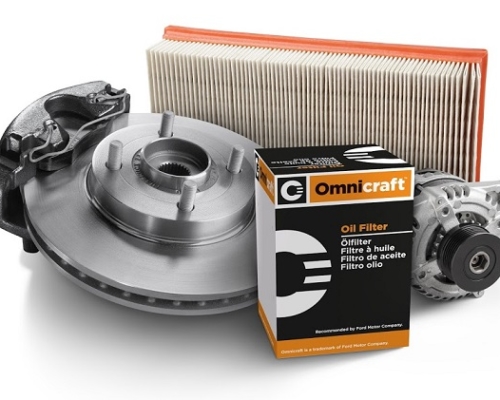 Omnicraft
Oil Filter
Ölfilter
Filtre à huile
Filtro de aceite
Filtro olio
Recommended by Ford Motor Company.
Omnicraft is a trademark of Ford Motor Company.